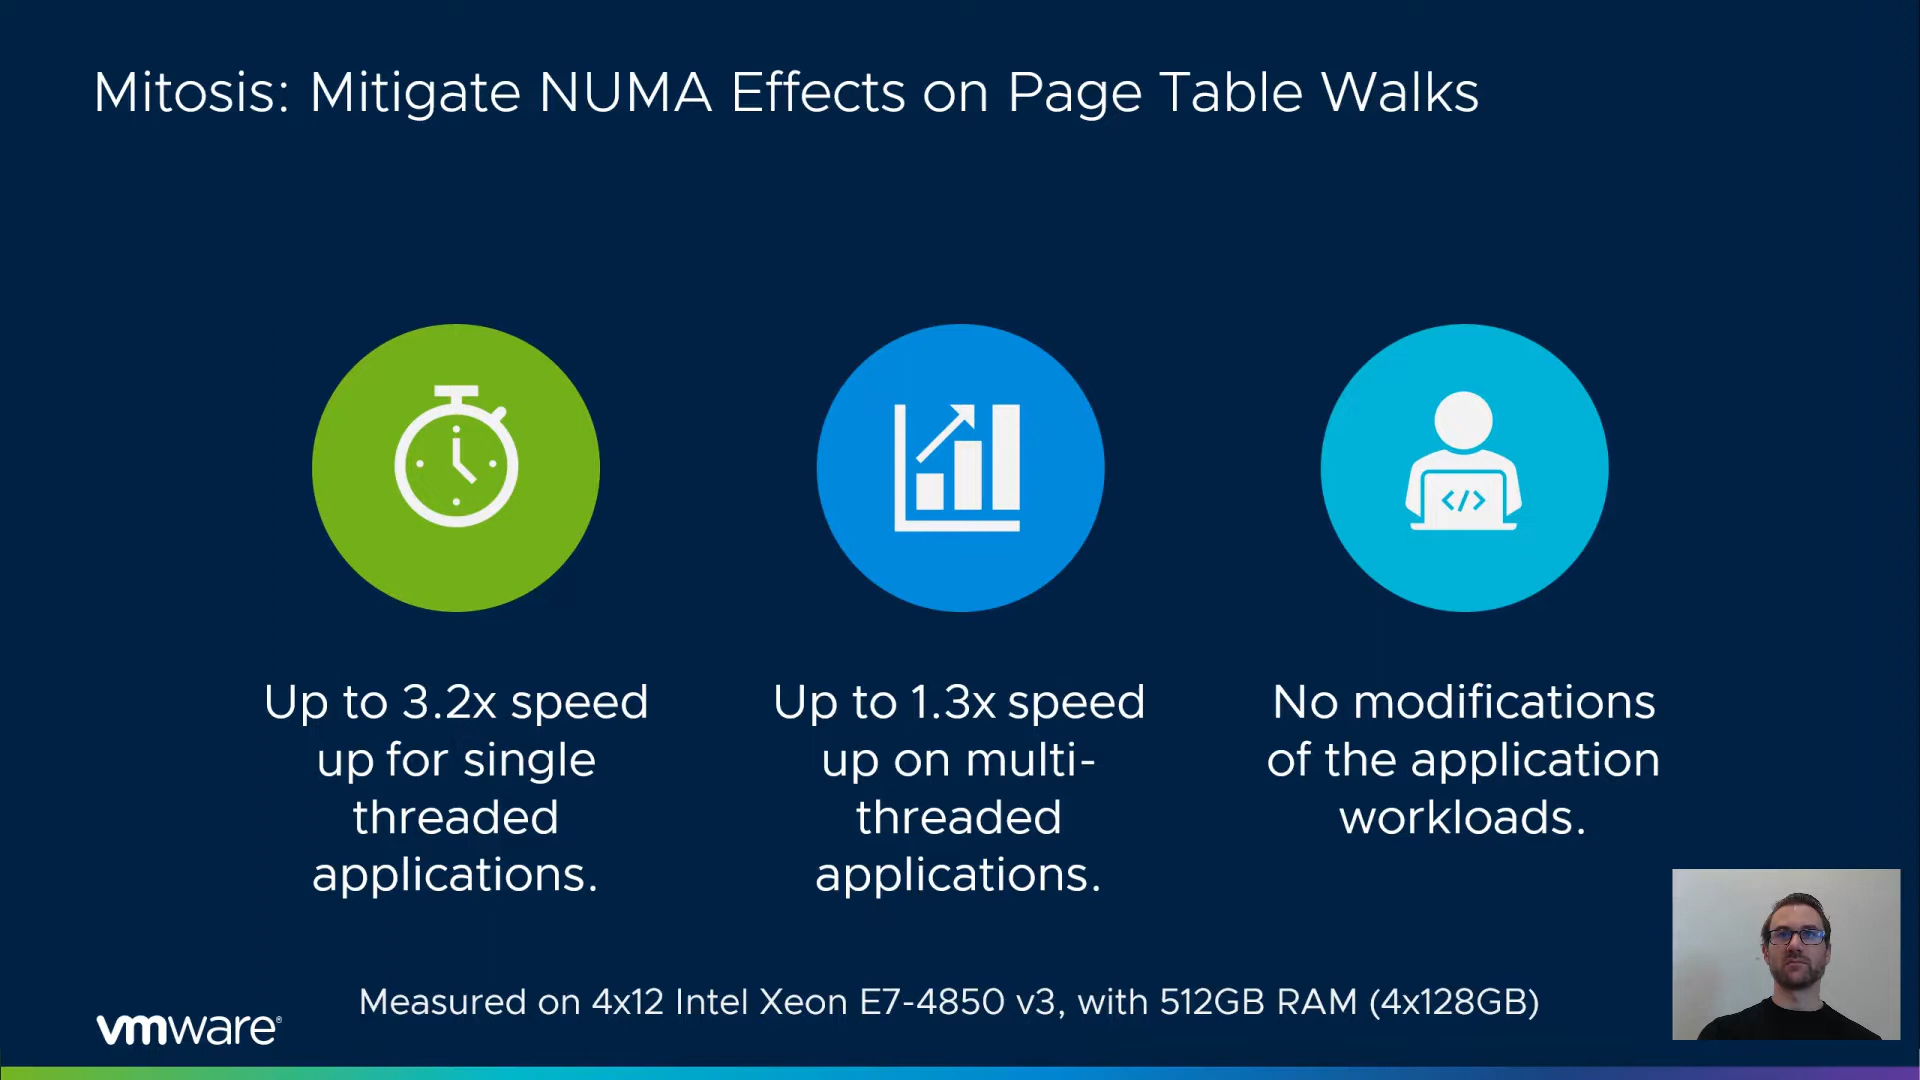 Mitosis: Mitigate NUMA Effects on Page Table Walks
</>
Up to 3.2x speed
up for single
threaded
applications.
Up to 1.3x speed
up on multi-
threaded
applications.
No modifications
of the application
workloads.
Measured on 4x12 Intel Xeon E7-4850 v3, with 512GB RAM (4x128GB)
vmware®